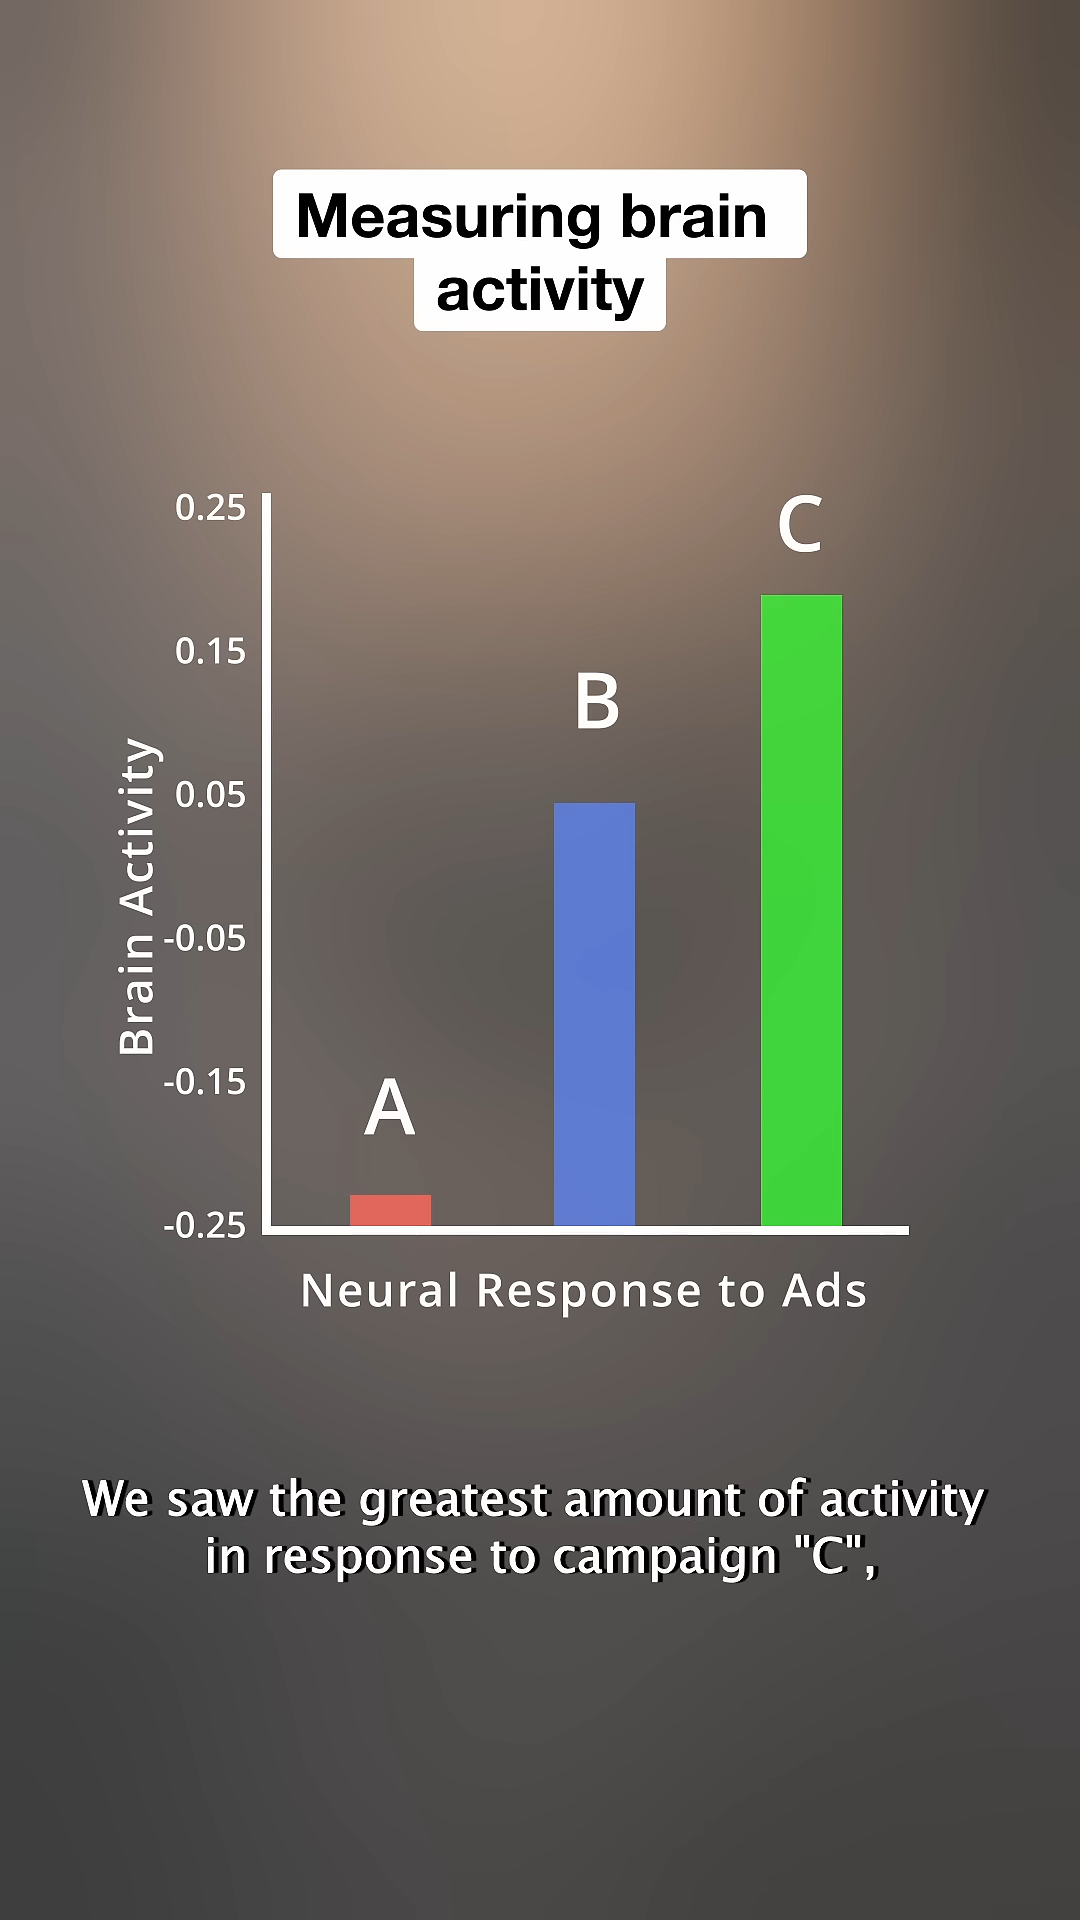 Measuring brain
activity
0.25
C
0.15
B
0.05
Brain Activity
-0.05
-0.15
A
-0.25
Neural Response to Ads
We saw the greatest amount of activity
in response to campaign "C",